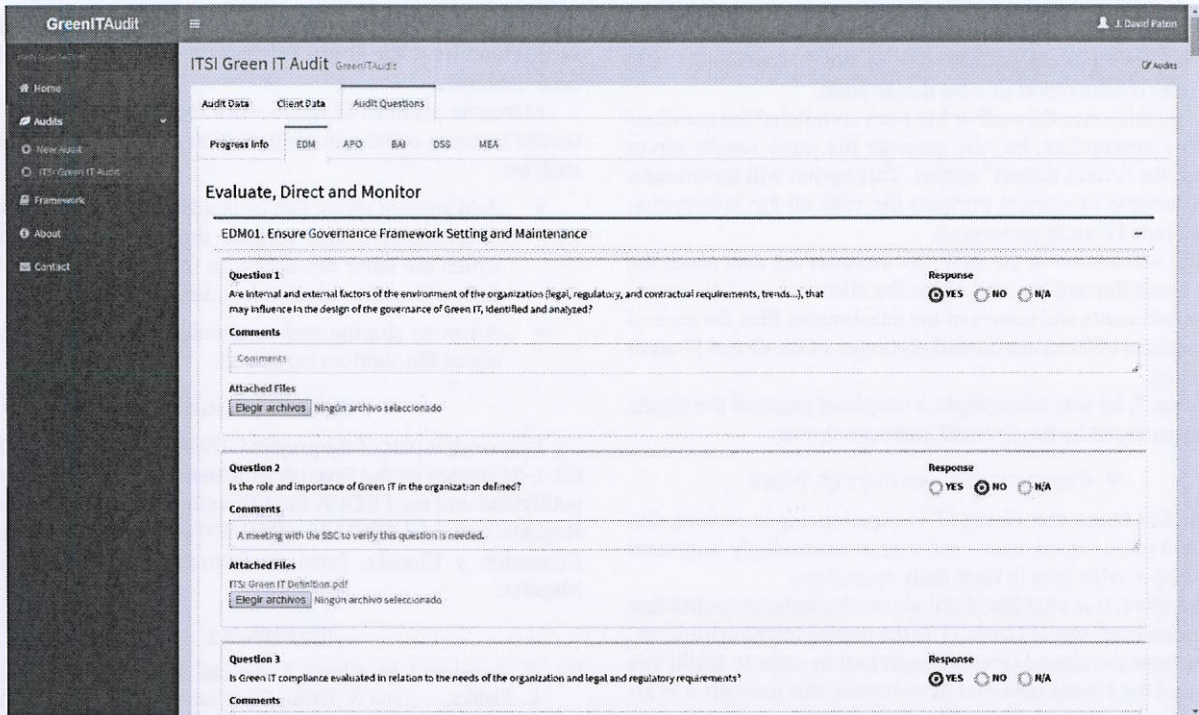 GreenITAudit
J. David Paton
Home
Audits
New Audit
ITSI Green IT Audit
Framework
About
Contact
ITSI Green IT Audit GreenITAudit
Audits
Audit Data Client Data Audit Questions
Progress Info EDM APO BAI DSS MEA
Evaluate, Direct and Monitor
EDM01. Ensure Governance Framework Setting and Maintenance
Question 1 Response
Are internal and external factors of the environment of the organization (legal, regulatory, and contractual requirements, trends...), that YES NO N/A
may influence in the design of the governance of Green IT, identified and analyzed?
Comments
Comments
Attached Files
Elegir archivos Ningún archivo seleccionado
Question 2 Response
Is the role and importance of Green IT in the organization defined? YES NO N/A
Comments
A meeting with the SSC to verify this question is needed.
Attached Files
ITSI Green IT Definition.pdf
Elegir archivos Ningún archivo seleccionado
Question 3 Response
Is Green IT compliance evaluated in relation to the needs of the organization and legal and regulatory requirements? YES NO N/A
Comments